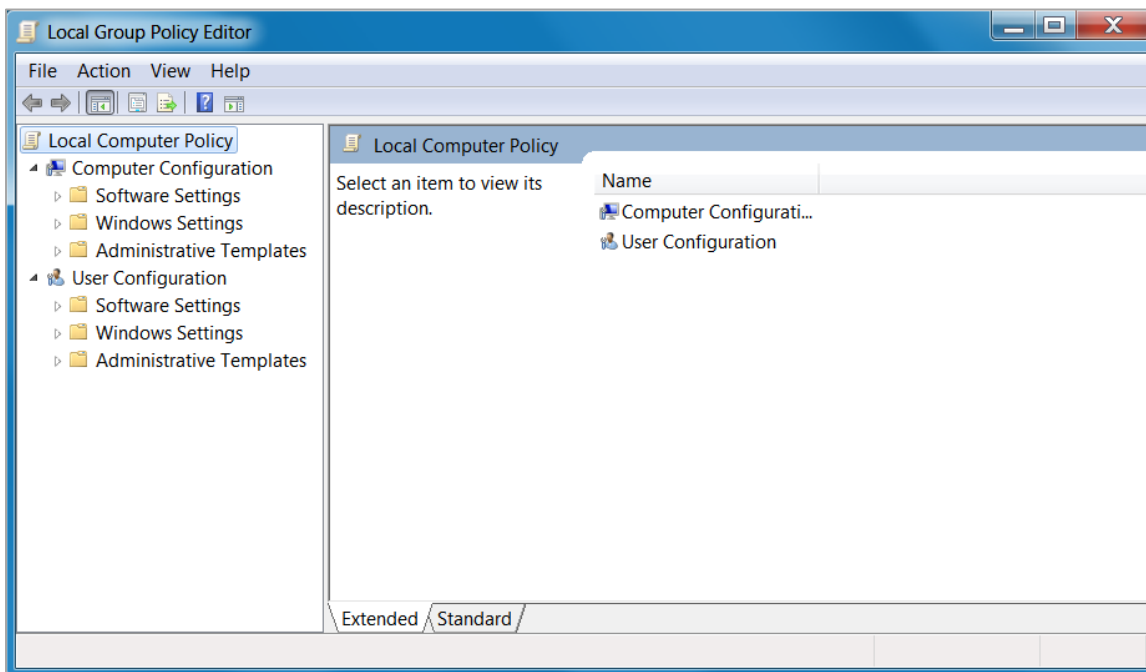 Local Group Policy Editor
File Action View Help
Local Computer Policy
Computer Configuration
Software Settings
Windows Settings
Administrative Templates
User Configuration
Software Settings
Windows Settings
Administrative Templates
Local Computer Policy
Select an item to view its
description.
Name
Computer Configurati...
User Configuration
Extended Standard